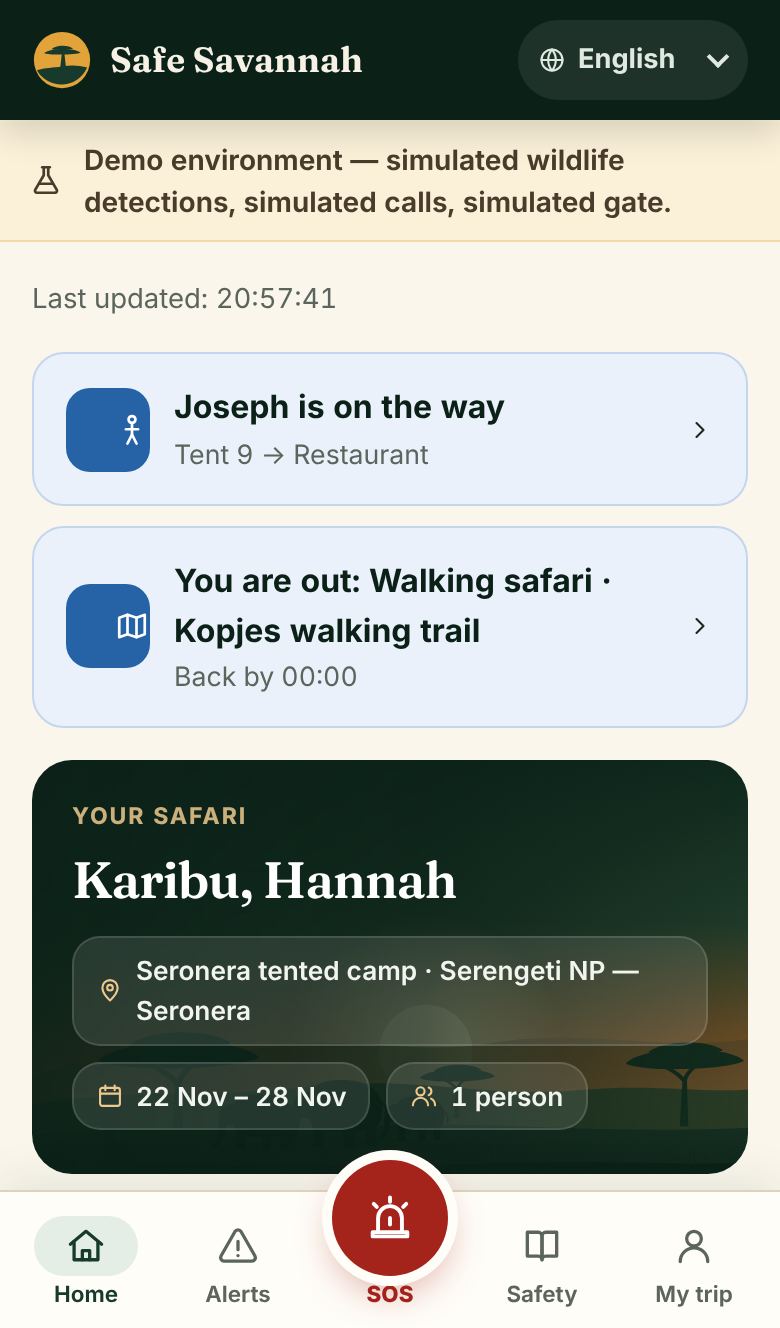 Safe Savannah
English
Demo environment — simulated wildlife
detections, simulated calls, simulated gate.
Last updated: 20:57:41
Joseph is on the way
Tent 9 → Restaurant
You are out: Walking safari ·
Kopjes walking trail
Back by 00:00
YOUR SAFARI
Karibu, Hannah
Seronera tented camp · Serengeti NP —
Seronera
22 Nov – 28 Nov
1 person
Home
Alerts
SOS
Safety
My trip